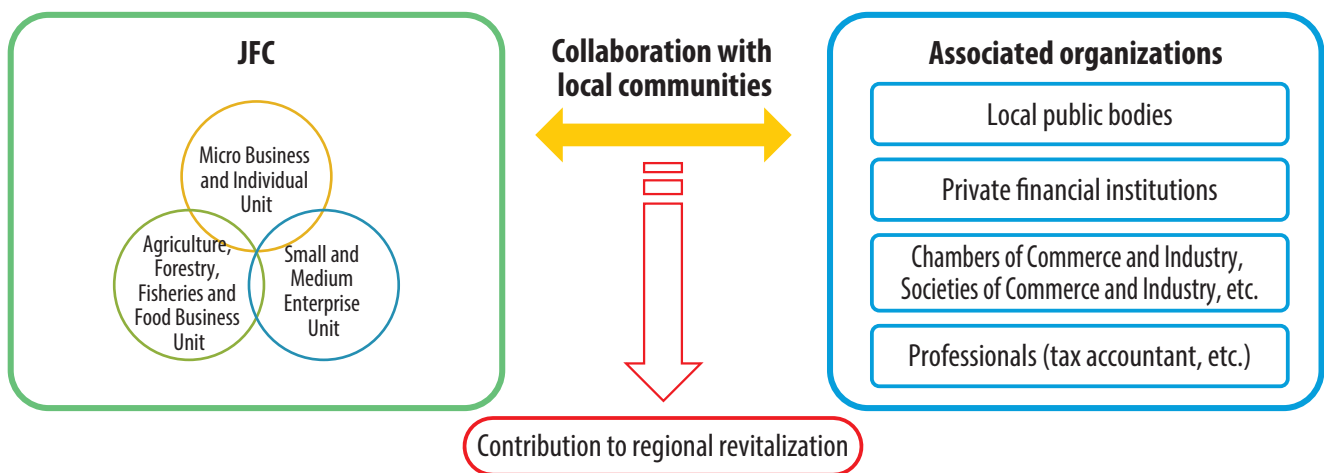 JFC
Micro Business
and Individual
Unit
Agriculture,
Forestry,
Fisheries and
Food Business
Unit
Small and
Medium
Enterprise
Unit
Collaboration with
local communities
Associated organizations
Local public bodies
Private financial institutions
Chambers of Commerce and Industry,
Societies of Commerce and Industry, etc.
Professionals (tax accountant, etc.)
Contribution to regional revitalization